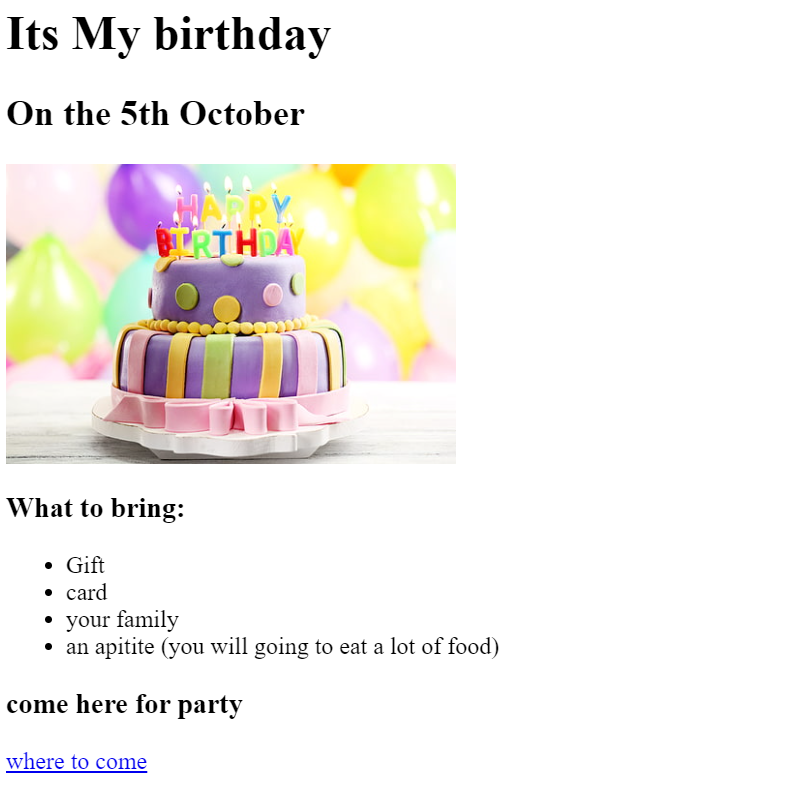 Its My birthday
On the 5th October
HAPPY
BIRTHDAY
What to bring:
Gift
card
your family
an apitite (you will going to eat a lot of food)
come here for party
where to come